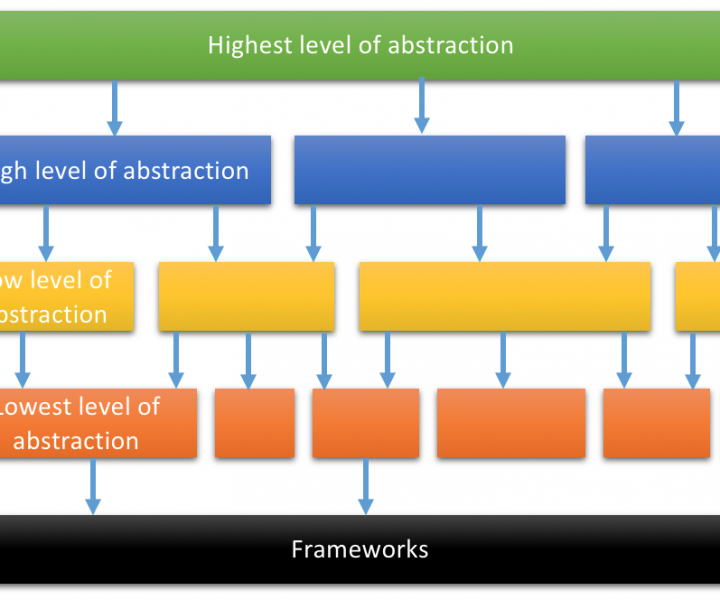 Highest level of abstraction
gh level of abstraction
ow level of
bstraction
Lowest level of
abstraction
Frameworks